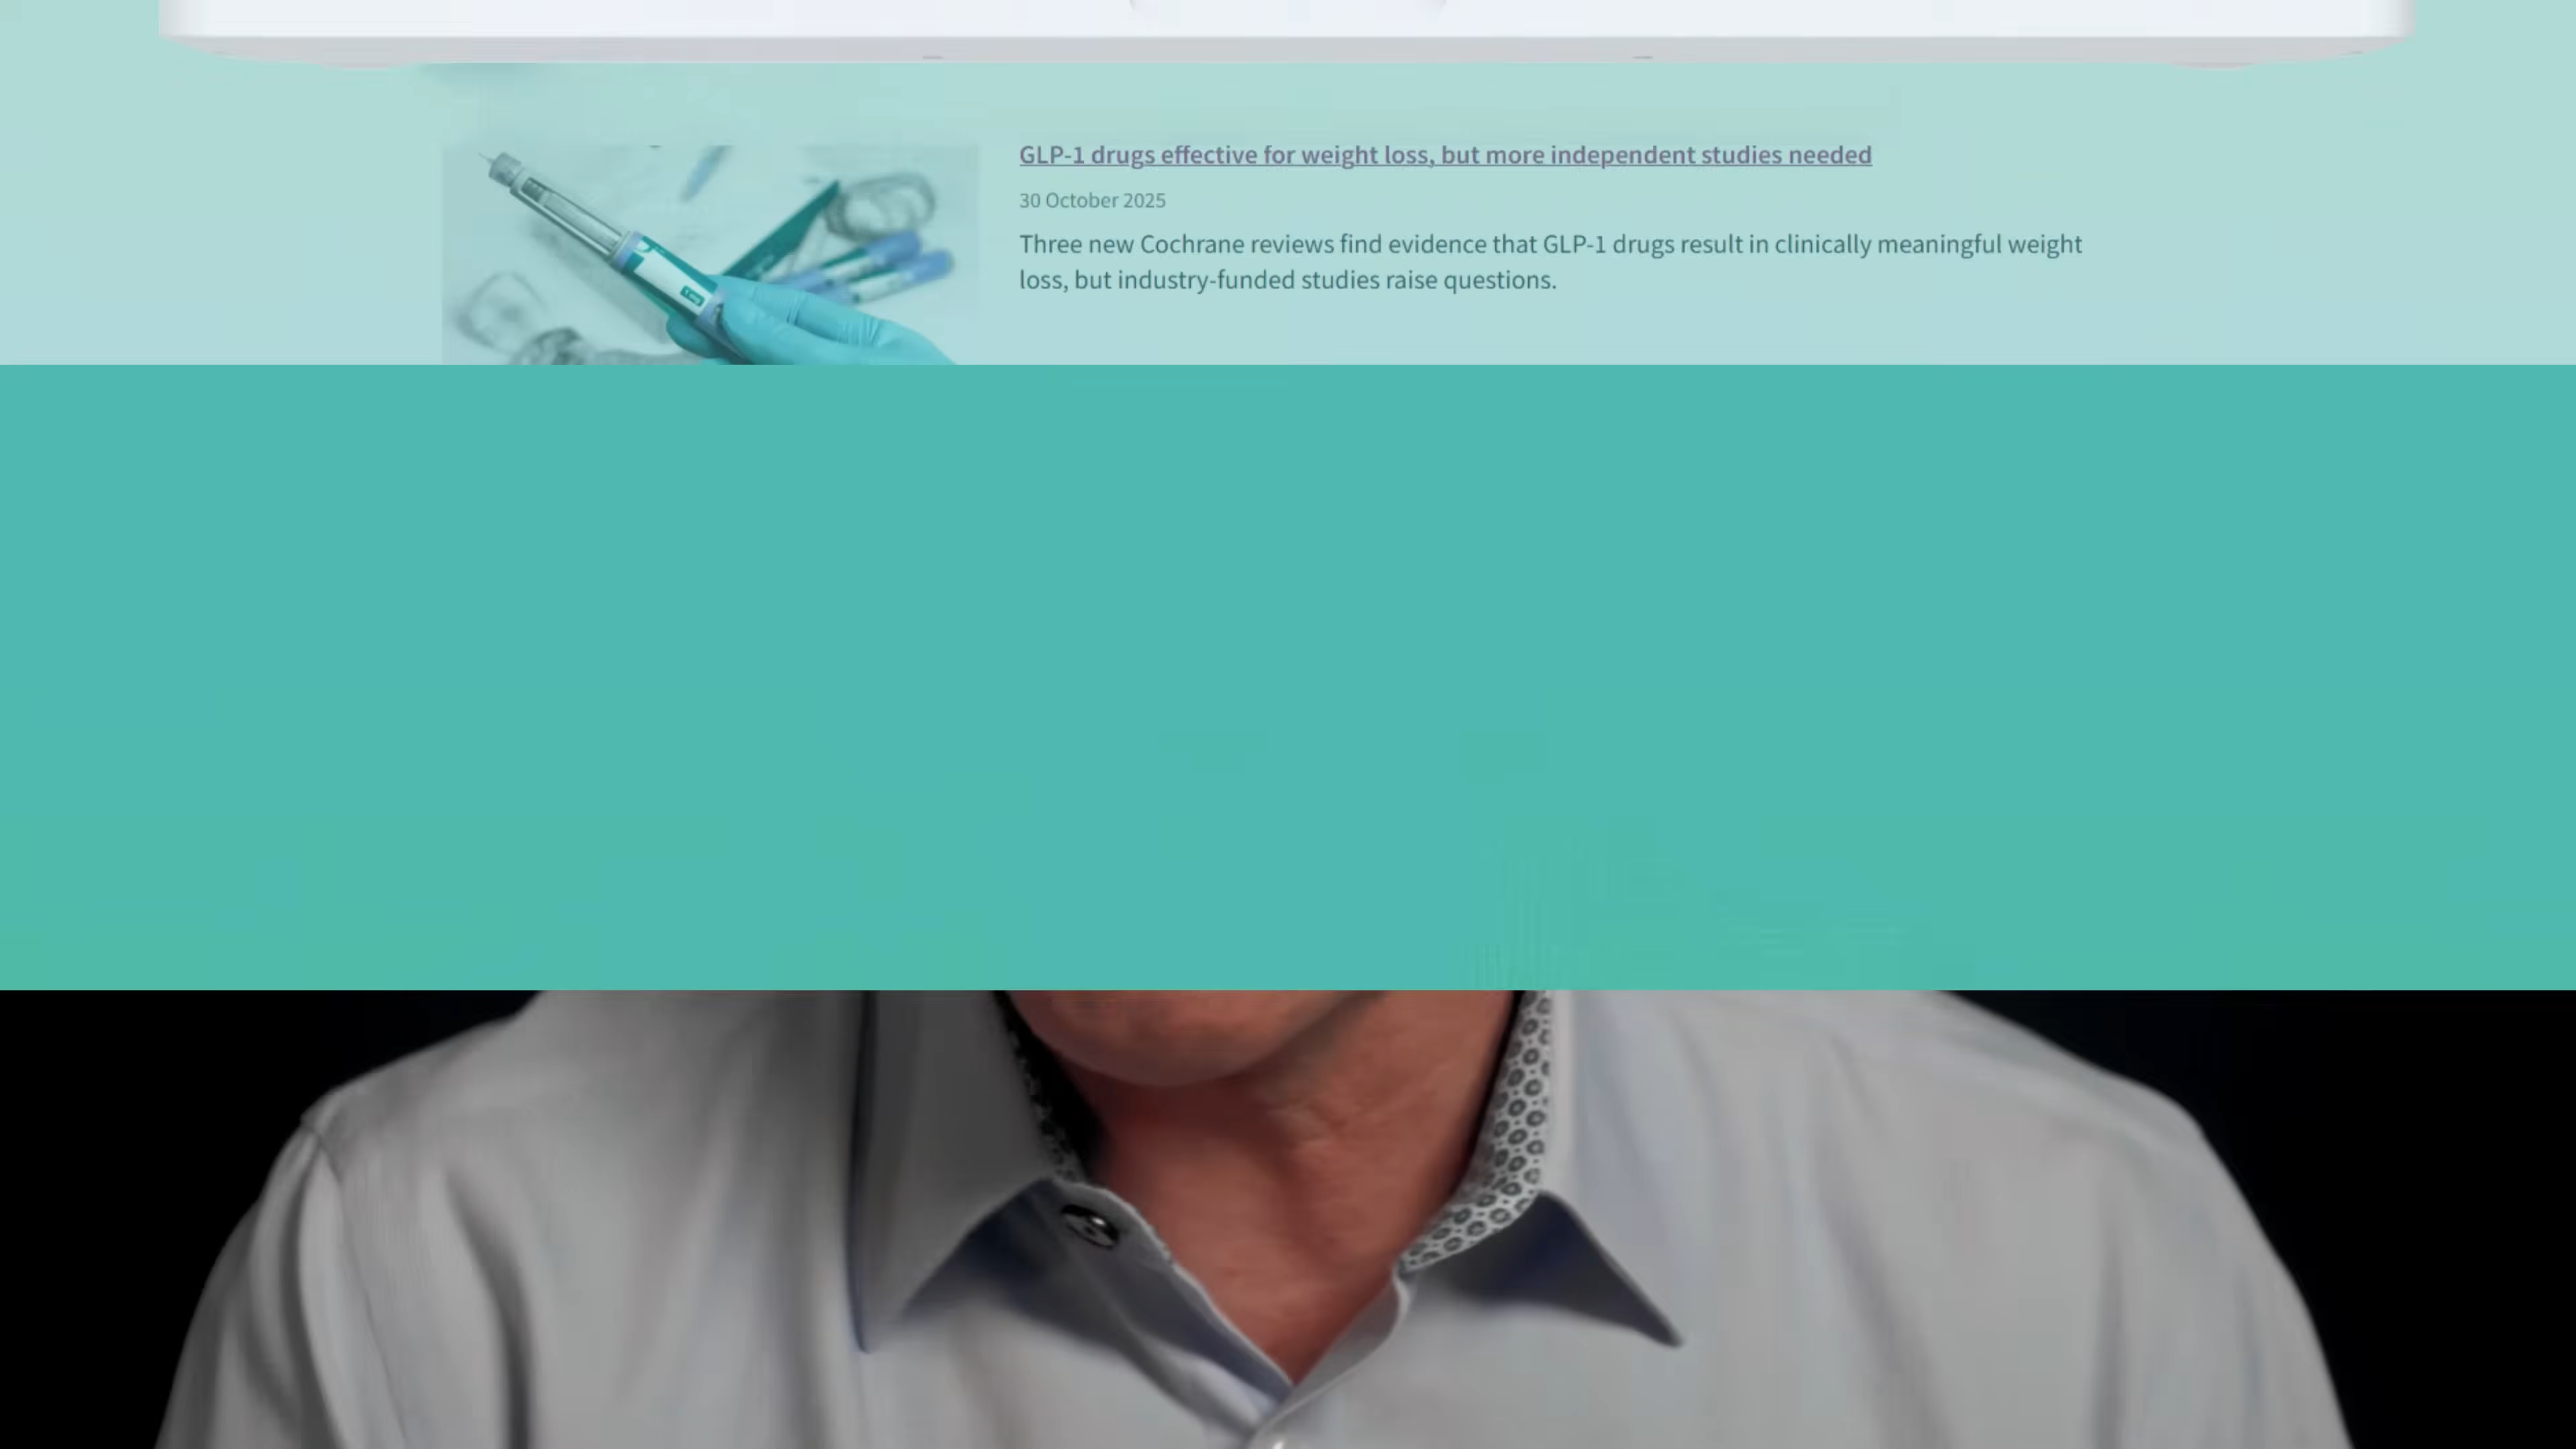 GLP-1 drugs effective for weight loss, but more independent studies needed
30 October 2025
Three new Cochrane reviews find evidence that GLP-1 drugs result in clinically meaningful weight
loss, but industry-funded studies raise questions.